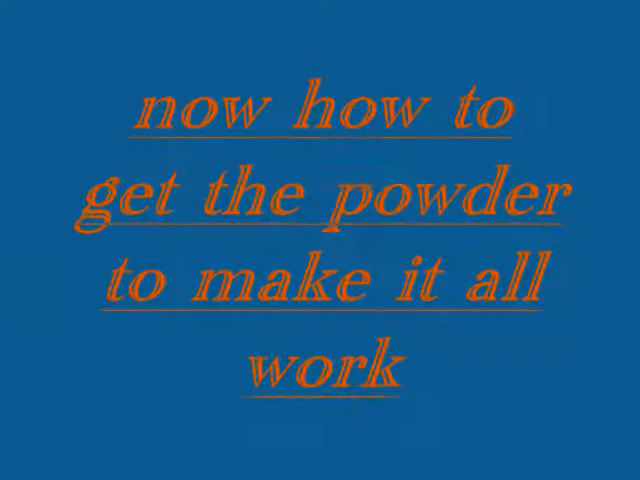 now how to
get the powder
to make it all
work